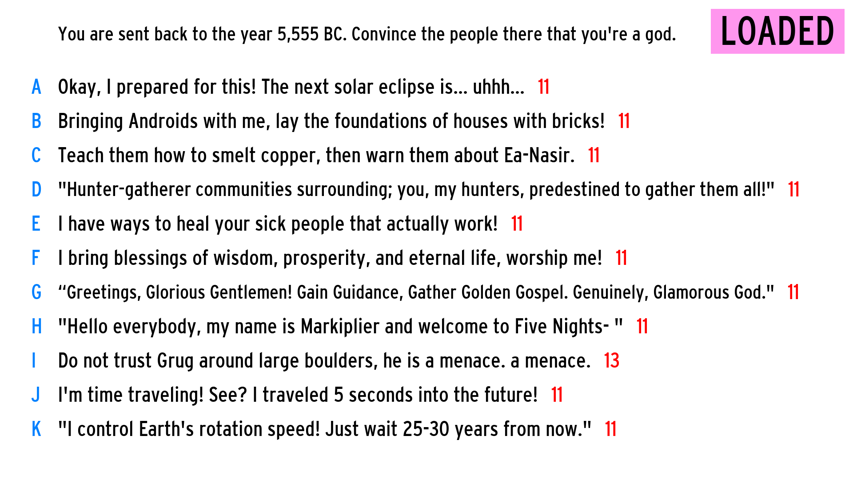 You are sent back to the year 5,555 BC. Convince the people there that you're a god.
LOADED
A Okay, I prepared for this! The next solar eclipse is... uhhh... 11
B Bringing Androids with me, lay the foundations of houses with bricks! 11
C Teach them how to smelt copper, then warn them about Ea-Nasir. 11
D "Hunter-gatherer communities surrounding; you, my hunters, predestined to gather them all!" 11
E I have ways to heal your sick people that actually work! 11
F I bring blessings of wisdom, prosperity, and eternal life, worship me! 11
G “Greetings, Glorious Gentlemen! Gain Guidance, Gather Golden Gospel. Genuinely, Glamorous God." 11
H "Hello everybody, my name is Markiplier and welcome to Five Nights- " 11
I Do not trust Grug around large boulders, he is a menace. a menace. 13
J I'm time traveling! See? I traveled 5 seconds into the future! 11
K "I control Earth's rotation speed! Just wait 25-30 years from now." 11